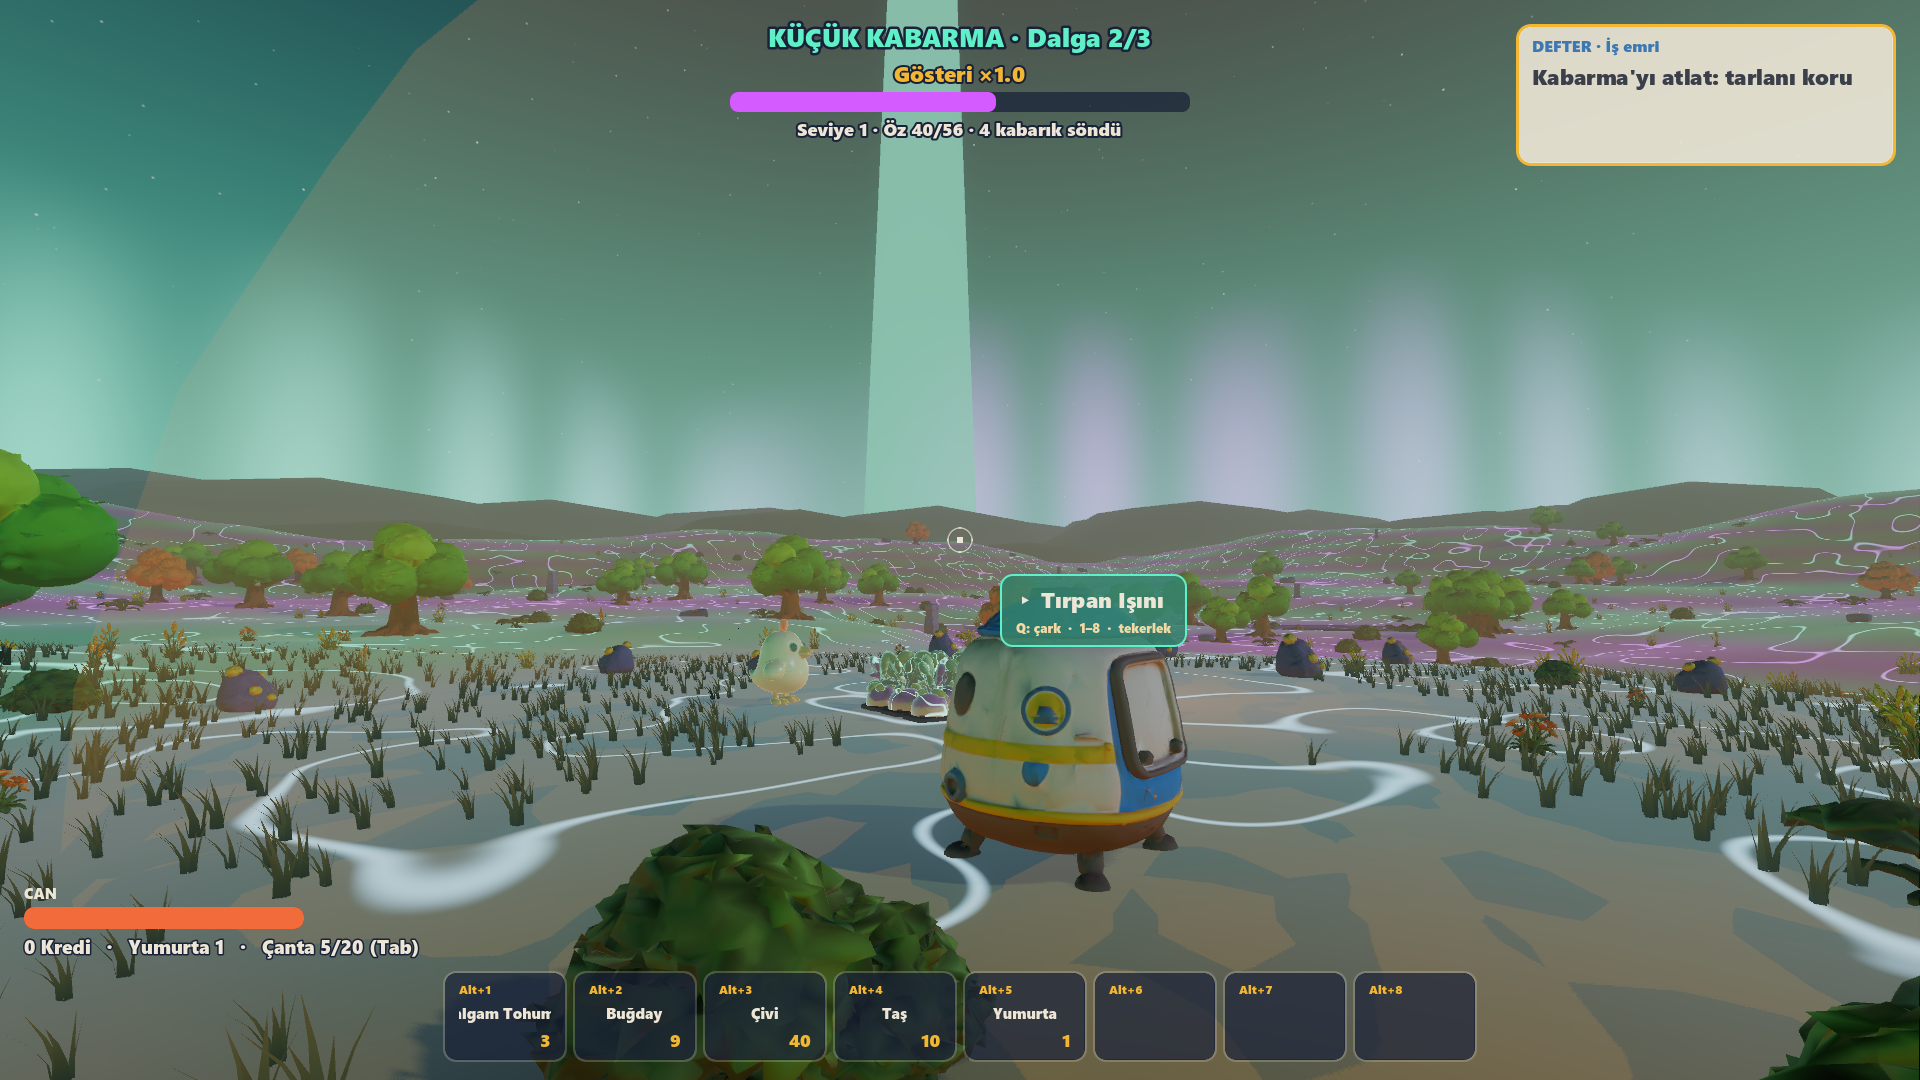 KÜÇÜK KABARMA · Dalga 2/3
Gösteri ×1.0
Seviye 1 · Öz 40/56 · 4 kabarık söndü
DEFTER · İş emri
Kabarma'yı atlat: tarlanı koru
▸ Tırpan Işını
Q: çark · 1–8 · tekerlek
CAN
0 Kredi · Yumurta 1 · Çanta 5/20 (Tab)
Alt+1 Alt+2 Alt+3 Alt+4 Alt+5 Alt+6 Alt+7 Alt+8
lgam Tohum Buğday Çivi Taş Yumurta
3 9 40 10 1